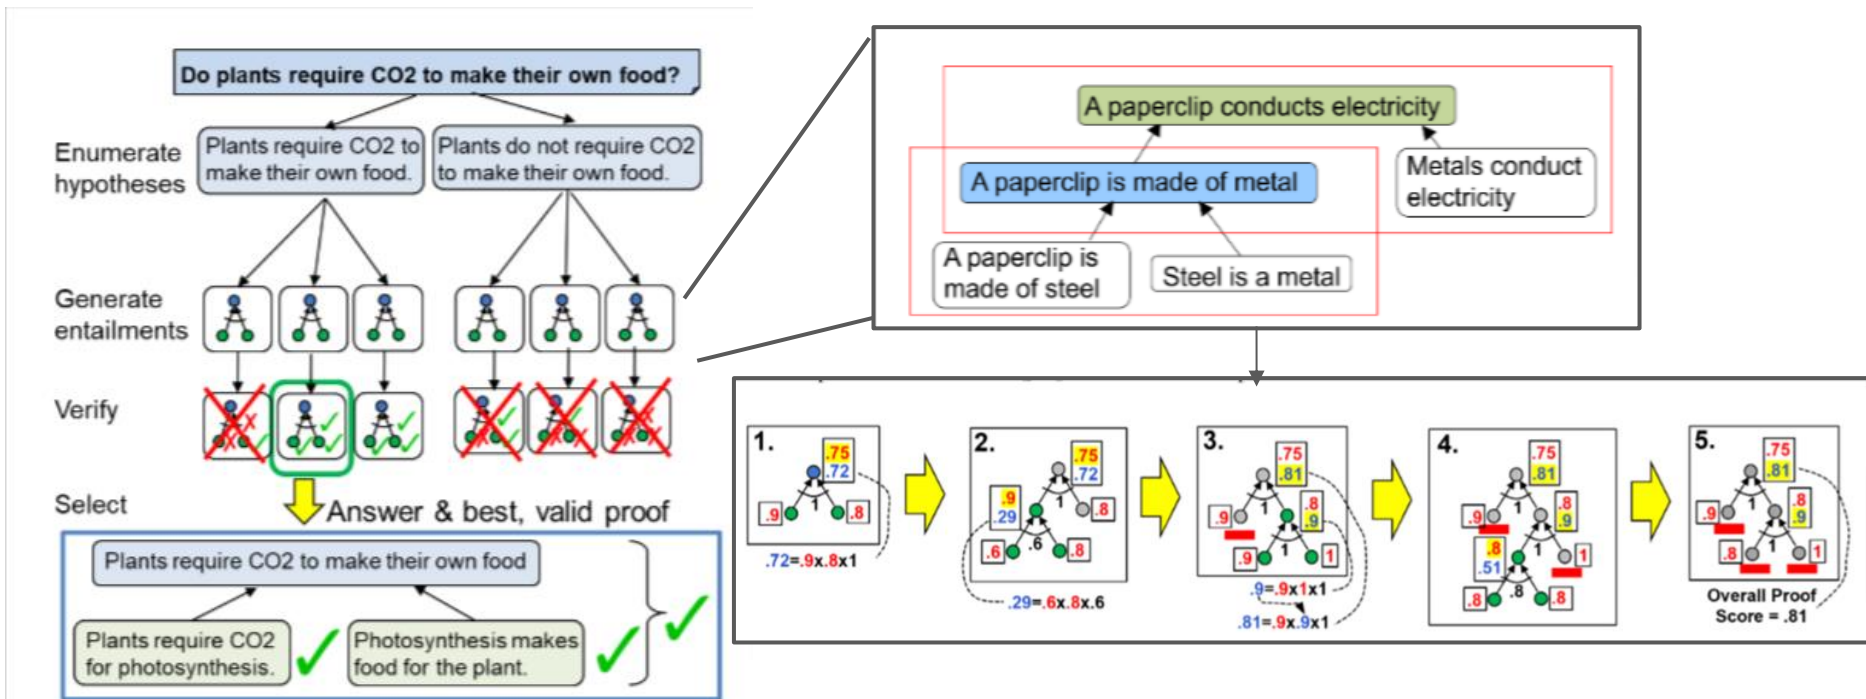 Do plants require CO2 to make their own food?
Enumerate
hypotheses
Plants require CO2 to
make their own food.
Plants do not require CO2
to make their own food.
Generate
entailments
Verify
Select
Answer & best, valid proof
Plants require CO2 to make their own food
Plants require CO2
for photosynthesis.
Photosynthesis makes
food for the plant.
A paperclip conducts electricity
A paperclip is made of metal
Metals conduct
electricity
A paperclip is
made of steel
Steel is a metal
1.
.75
.72
1
.9
.8
.72=.9x.8x1
2.
.75
.72
.9
.29
1
.8
.6
.6
.8
.29=.6x.8x.6
3.
.75
.81
1
.8
.9
.9
1
.9
1
.9=.9x1x1
.81=.9x.9x1
4.
.75
.81
1
.8
.9
.9
.8
.51
1
1
.8
.8
.8
5.
.75
.81
1
.8
.9
.9
.8
1
1
Overall Proof
Score = .81